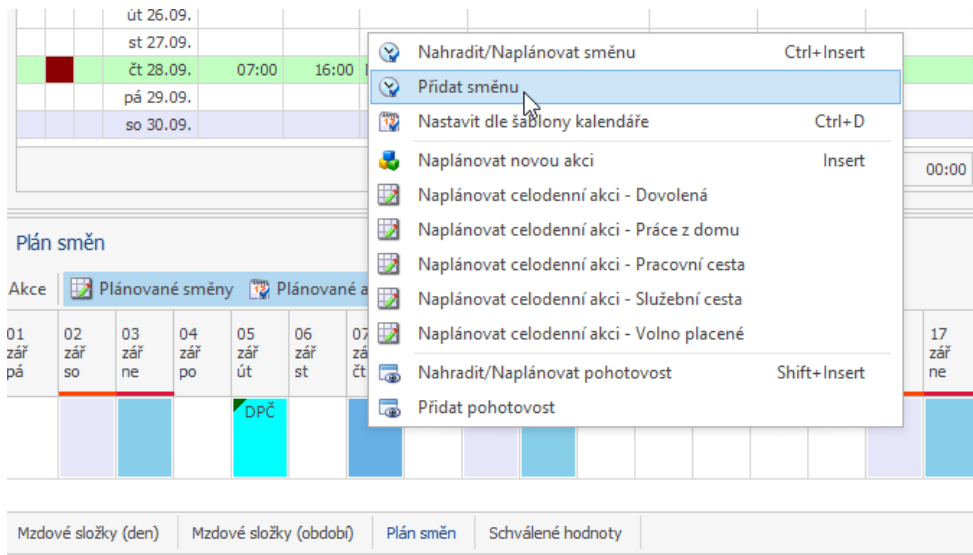 út 26.09.
st 27.09.
čt 28.09. 07:00 16:00
pá 29.09.
so 30.09.
00:00
Nahradit/Naplánovat směnu Ctrl+Insert
Přidat směnu
Nastavit dle šablony kalendáře Ctrl+D
Naplánovat novou akci Insert
Naplánovat celodenní akci - Dovolená
Naplánovat celodenní akci - Práce z domu
Naplánovat celodenní akci - Pracovní cesta
Naplánovat celodenní akci - Služební cesta
Naplánovat celodenní akci - Volno placené
Nahradit/Naplánovat pohotovost Shift+Insert
Přidat pohotovost
Plán směn
Akce Plánované směny Plánované a
01 02 03 04 05 06 07 17
zář zář zář zář zář zář zá zář
pá so ne po út st čt ne
DPČ
Mzdové složky (den) Mzdové složky (období) Plán směn Schválené hodnoty